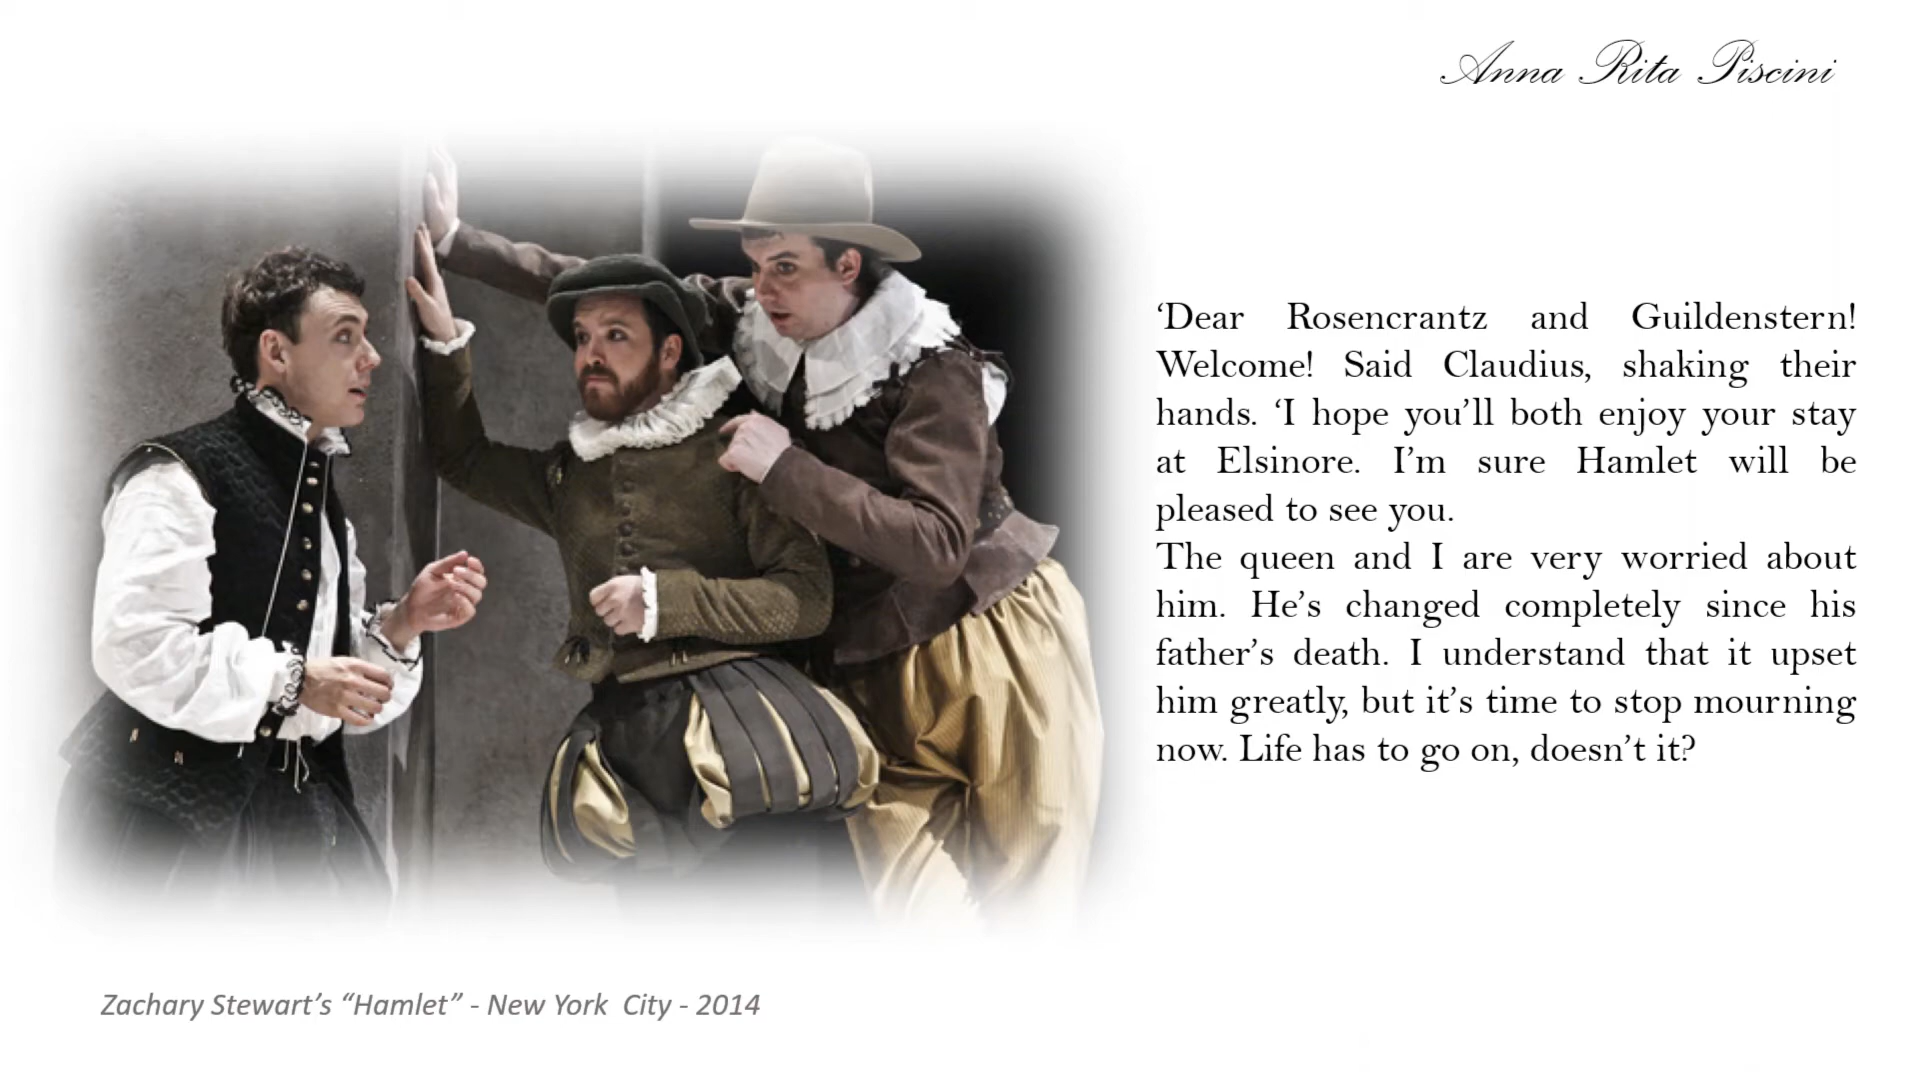 Anna Rita Piscini
‘Dear Rosencrantz and Guildenstern!
Welcome! Said Claudius, shaking their
hands. ‘I hope you’ll both enjoy your stay
at Elsinore. I’m sure Hamlet will be
pleased to see you.
The queen and I are very worried about
him. He’s changed completely since his
father’s death. I understand that it upset
him greatly, but it’s time to stop mourning
now. Life has to go on, doesn’t it?
Zachary Stewart’s “Hamlet” - New York City - 2014